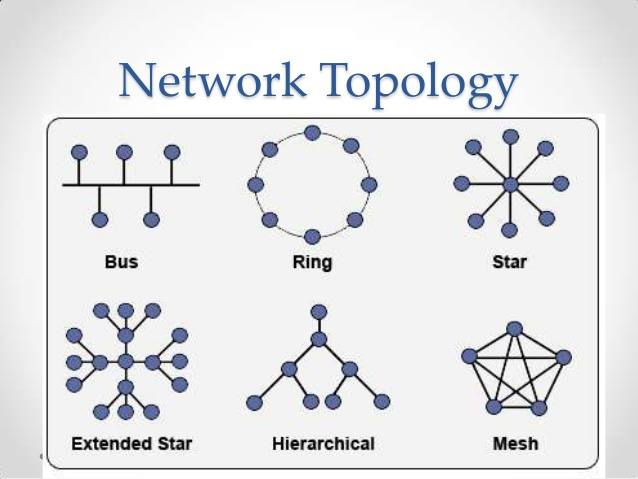 Network Topology
Bus
Ring
Star
Extended Star
Hierarchical
Mesh